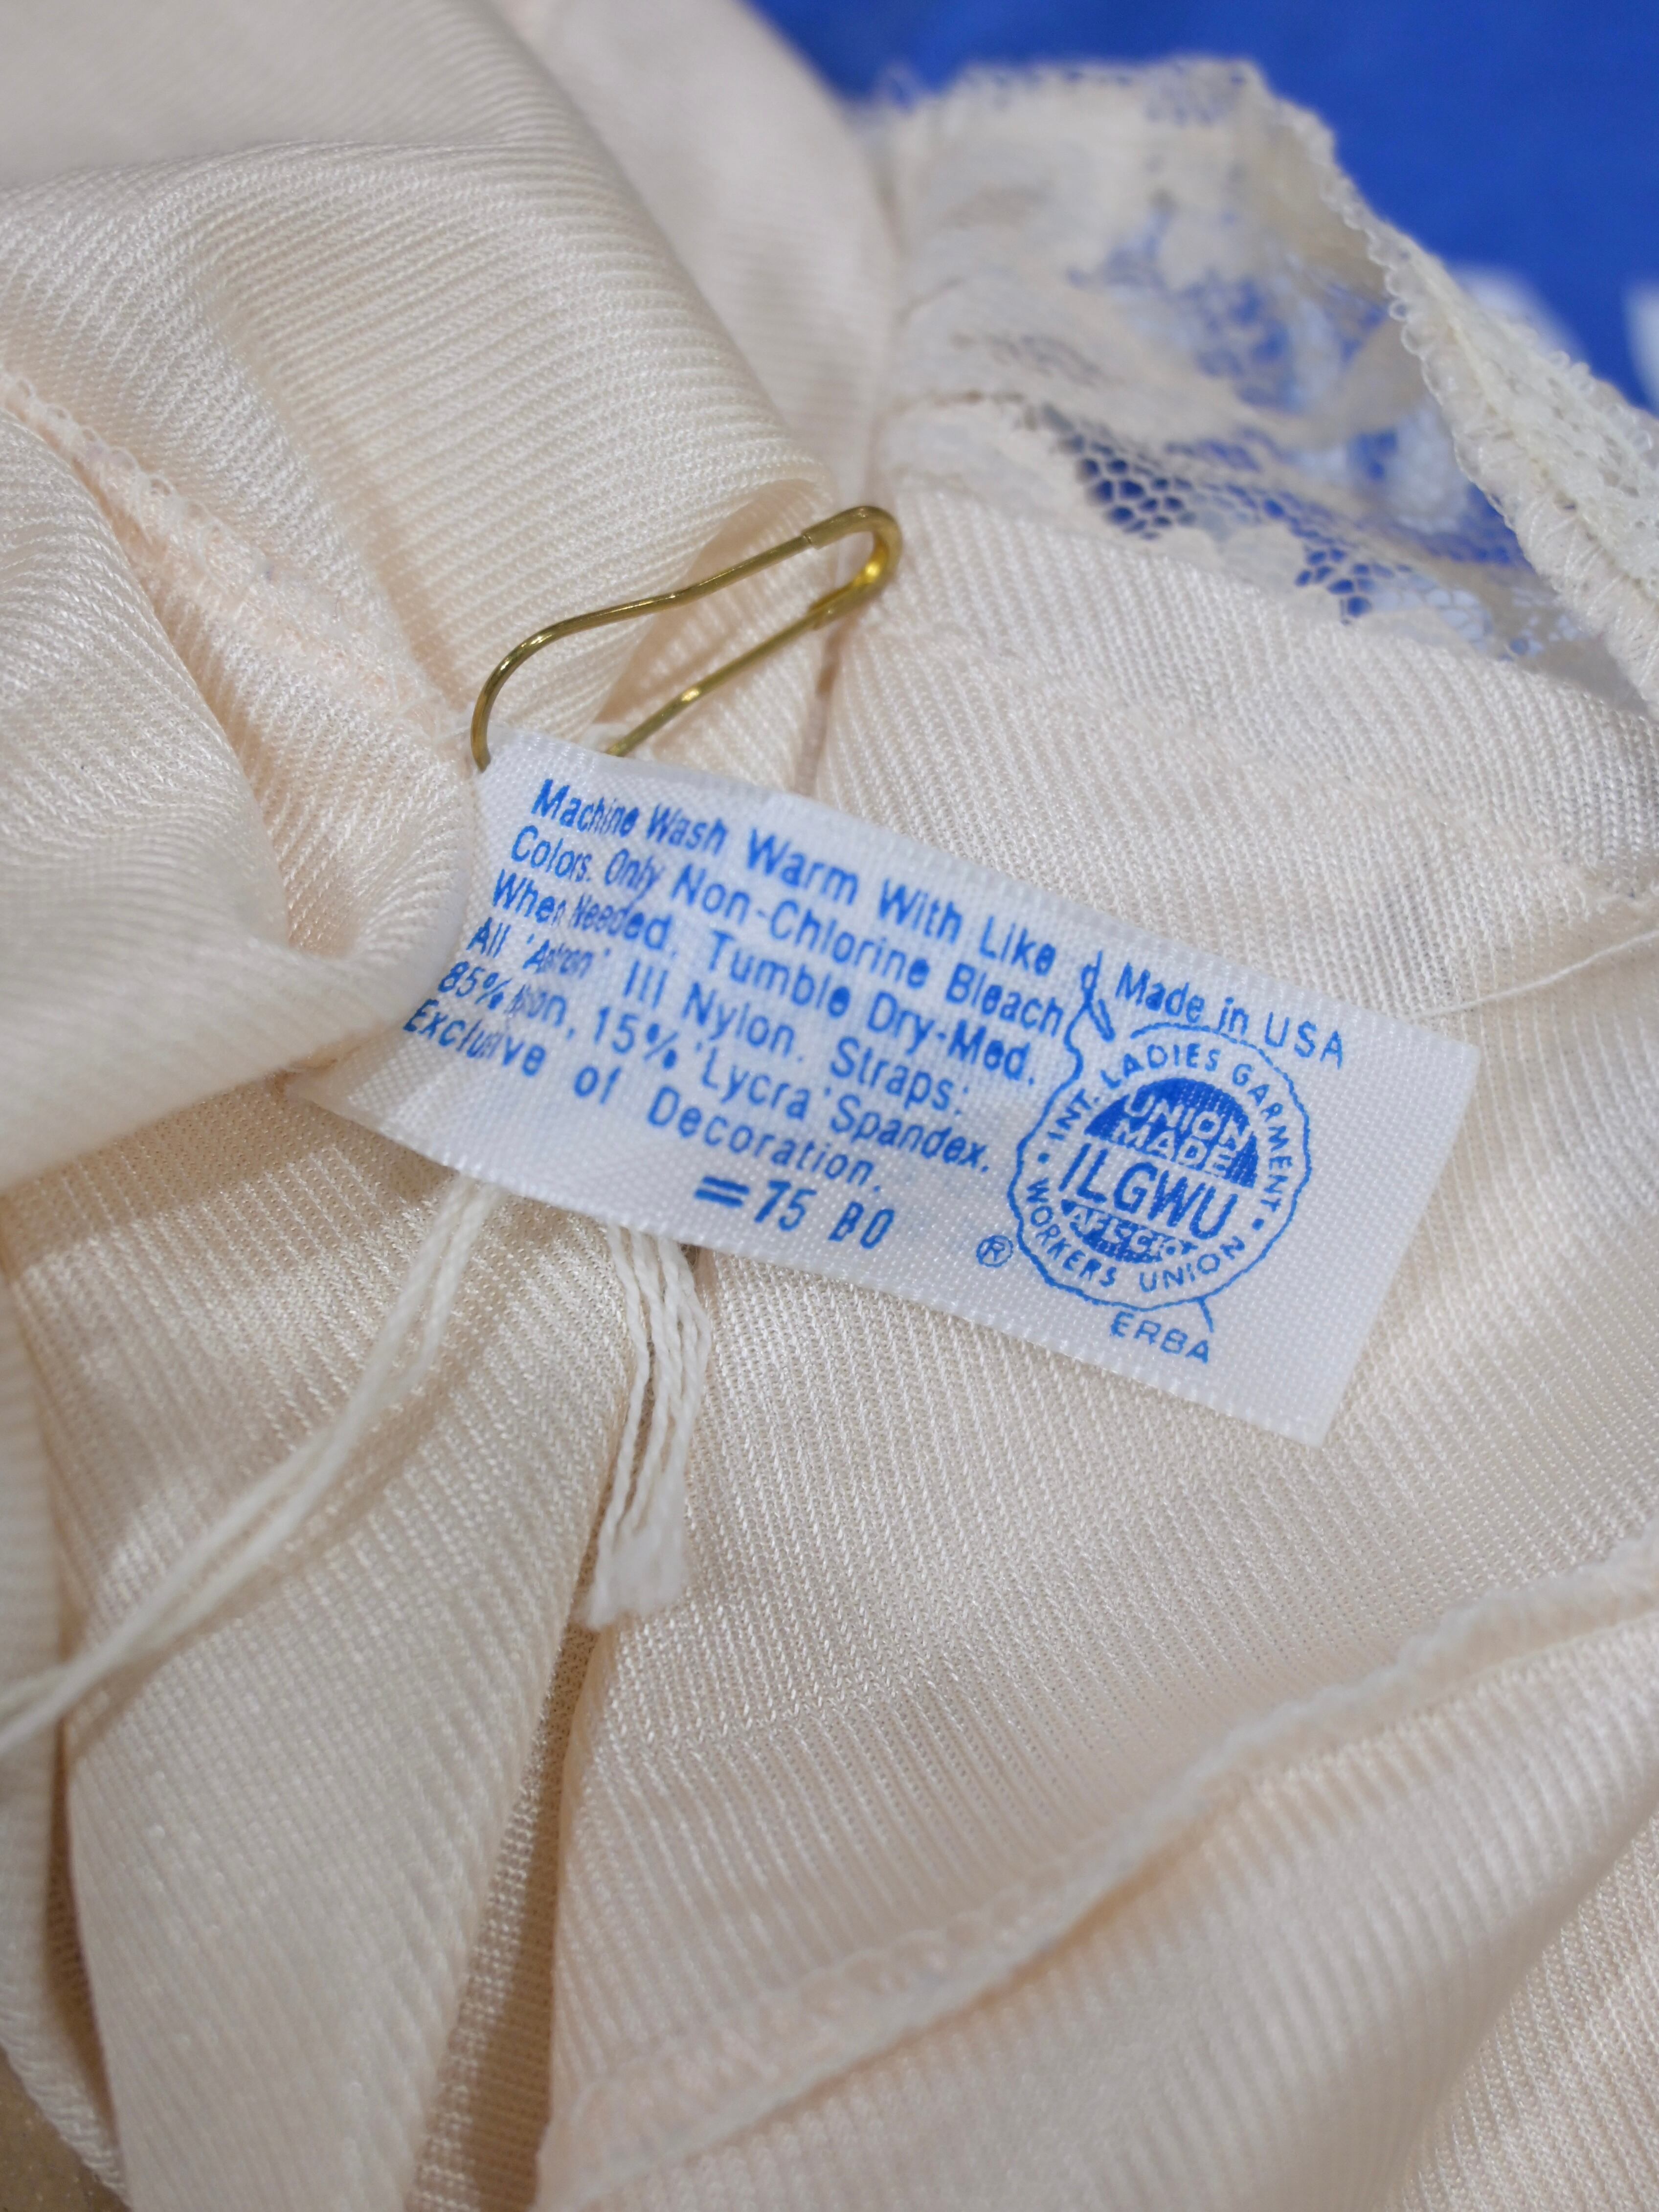 Machine Wash Warm With Like
Colors. Only Non-Chlorine Bleach
When Needed. Tumble Dry-Med.
All 'Antron' III Nylon. Straps:
85% Nylon, 15% 'Lycra' Spandex.
Exclusive of Decoration.
=75 BO
Made in USA
INT. LADIES GARMENT WORKERS UNION
UNION
MADE
ILGWU
AFL-CIO
®
ERBA